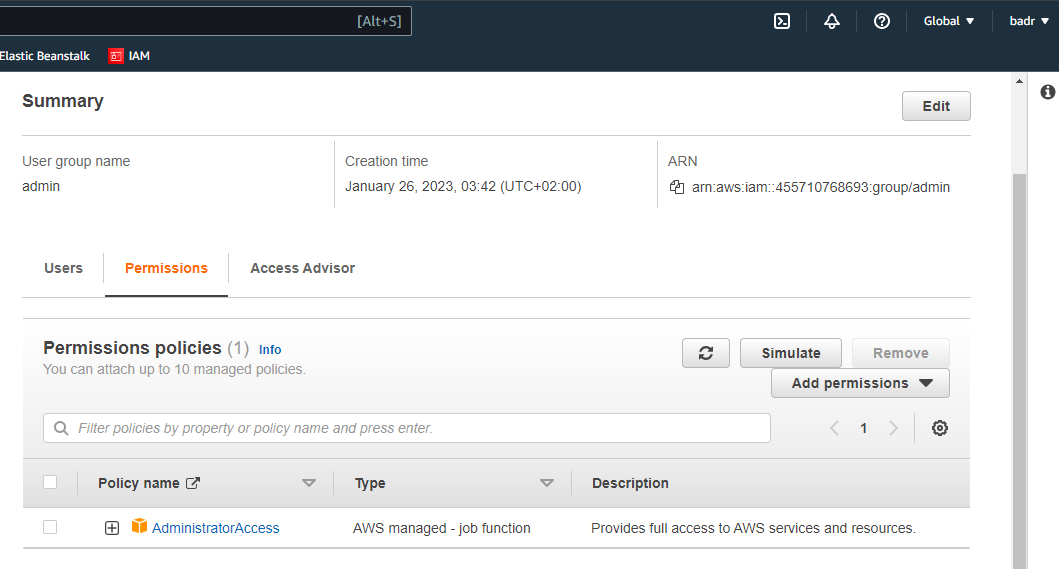 [Alt+S]
Global ▼
badr ▼
Elastic Beanstalk
IAM
Summary
Edit
User group name
admin
Creation time
January 26, 2023, 03:42 (UTC+02:00)
ARN
arn:aws:iam::455710768693:group/admin
Users
Permissions
Access Advisor
Permissions policies (1) Info
You can attach up to 10 managed policies.
Simulate
Remove
Add permissions
Filter policies by property or policy name and press enter.
1
Policy name
Type
Description
AdministratorAccess
AWS managed - job function
Provides full access to AWS services and resources.